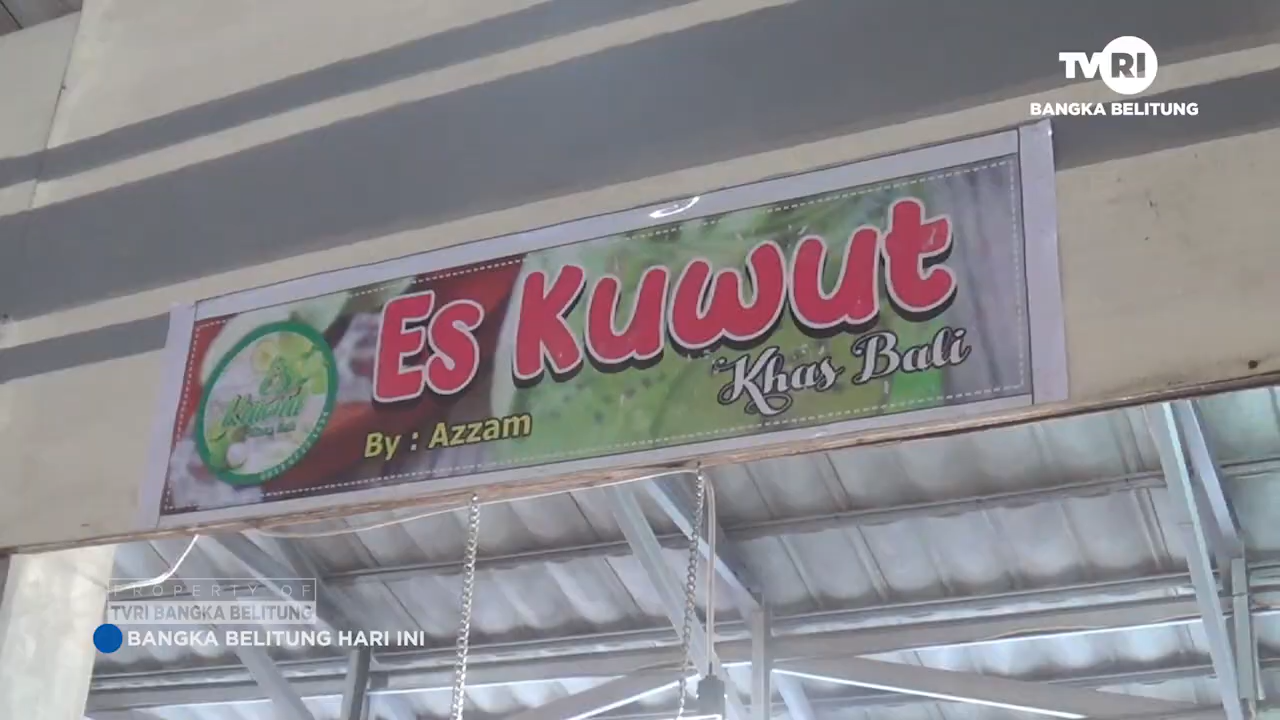 TVRI
BANGKA BELITUNG
Es Kuwut
Khas Bali
By : Azzam
PROPERTY OF
TVRI BANGKA BELITUNG
BANGKA BELITUNG HARI INI